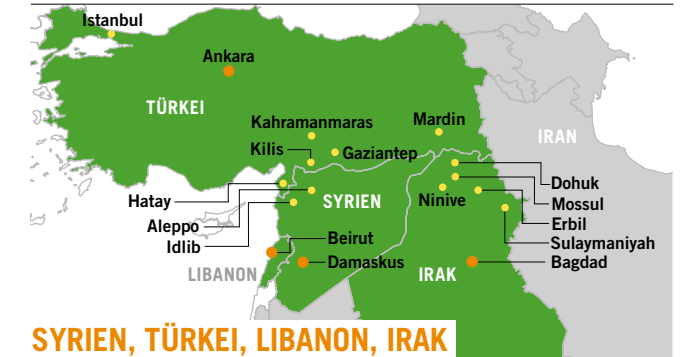 Istanbul
Ankara
TÜRKEI
Kahramanmaras
Mardin
IRAN
Kilis
Gaziantep
Dohuk
Hatay
SYRIEN
Ninive
Mossul
Aleppo
Erbil
Idlib
Beirut
Sulaymaniyah
LIBANON
Damaskus
IRAK
Bagdad
SYRIEN, TÜRKEI, LIBANON, IRAK